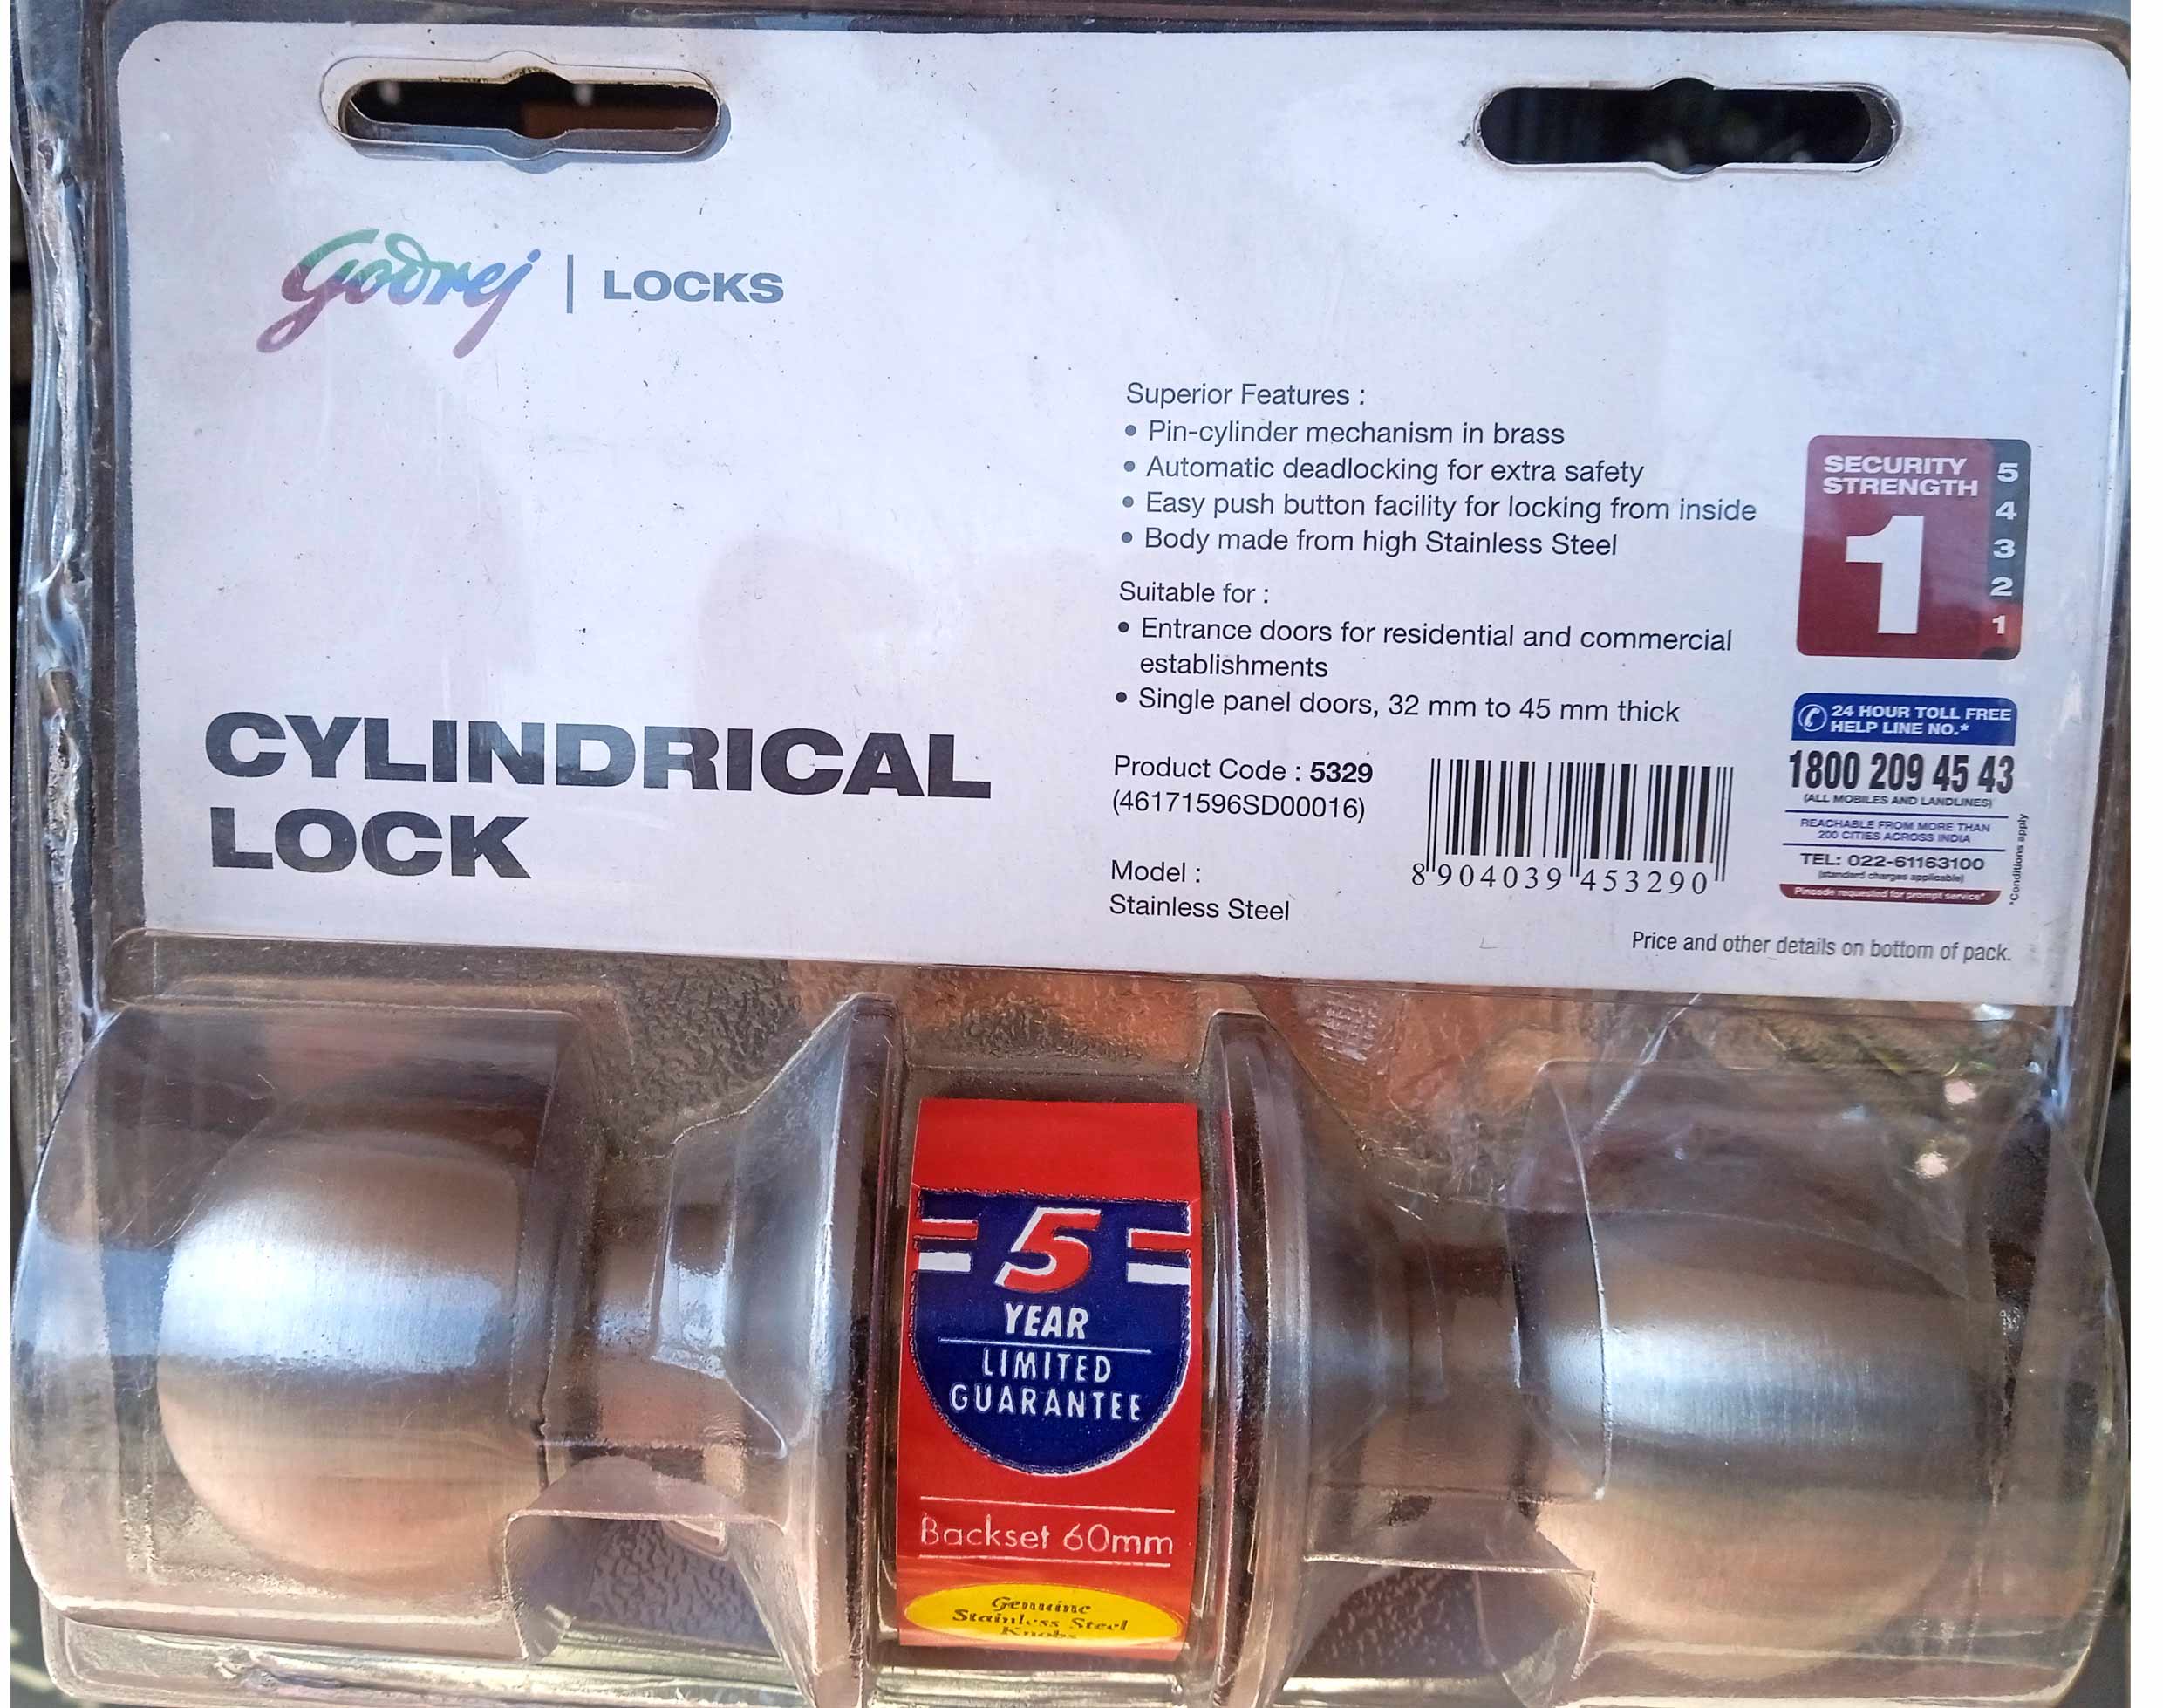 Godrej | LOCKS
CYLINDRICAL
LOCK
Superior Features :
• Pin-cylinder mechanism in brass
• Automatic deadlocking for extra safety
• Easy push button facility for locking from inside
• Body made from high Stainless Steel
Suitable for :
• Entrance doors for residential and commercial
establishments
• Single panel doors, 32 mm to 45 mm thick
Product Code : 5329
(46171596SD00016)
Model :
Stainless Steel
8 904039 453290
SECURITY
STRENGTH
1
5
4
3
2
1
24 HOUR TOLL FREE
HELP LINE NO.*
1800 209 45 43
(ALL MOBILES AND LANDLINES)
REACHABLE FROM MORE THAN
200 CITIES ACROSS INDIA
TEL: 022-61163100
(standard charges applicable)
Pincode requested for prompt service*
*Conditions apply
Price and other details on bottom of pack.
5
YEAR
LIMITED
GUARANTEE
Backset 60mm
Genuine
Stainless Steel
Knobs